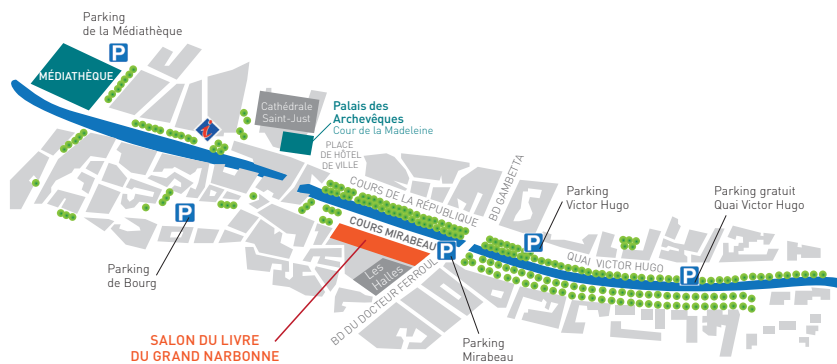 Parking
de la Médiathèque
P
MÉDIATHÈQUE
i
Cathédrale
Saint-Just
Palais des
Archevêques
Cour de la Madeleine
PLACE
DE HÔTEL
DE VILLE
COURS DE LA RÉPUBLIQUE
BD GAMBETTA
Parking
Victor Hugo
P
Parking gratuit
Quai Victor Hugo
P
QUAI VICTOR HUGO
COURS MIRABEAU
P
Les
Halles
BD DU DOCTEUR FERROUL
P
Parking
de Bourg
SALON DU LIVRE
DU GRAND NARBONNE
Parking
Mirabeau